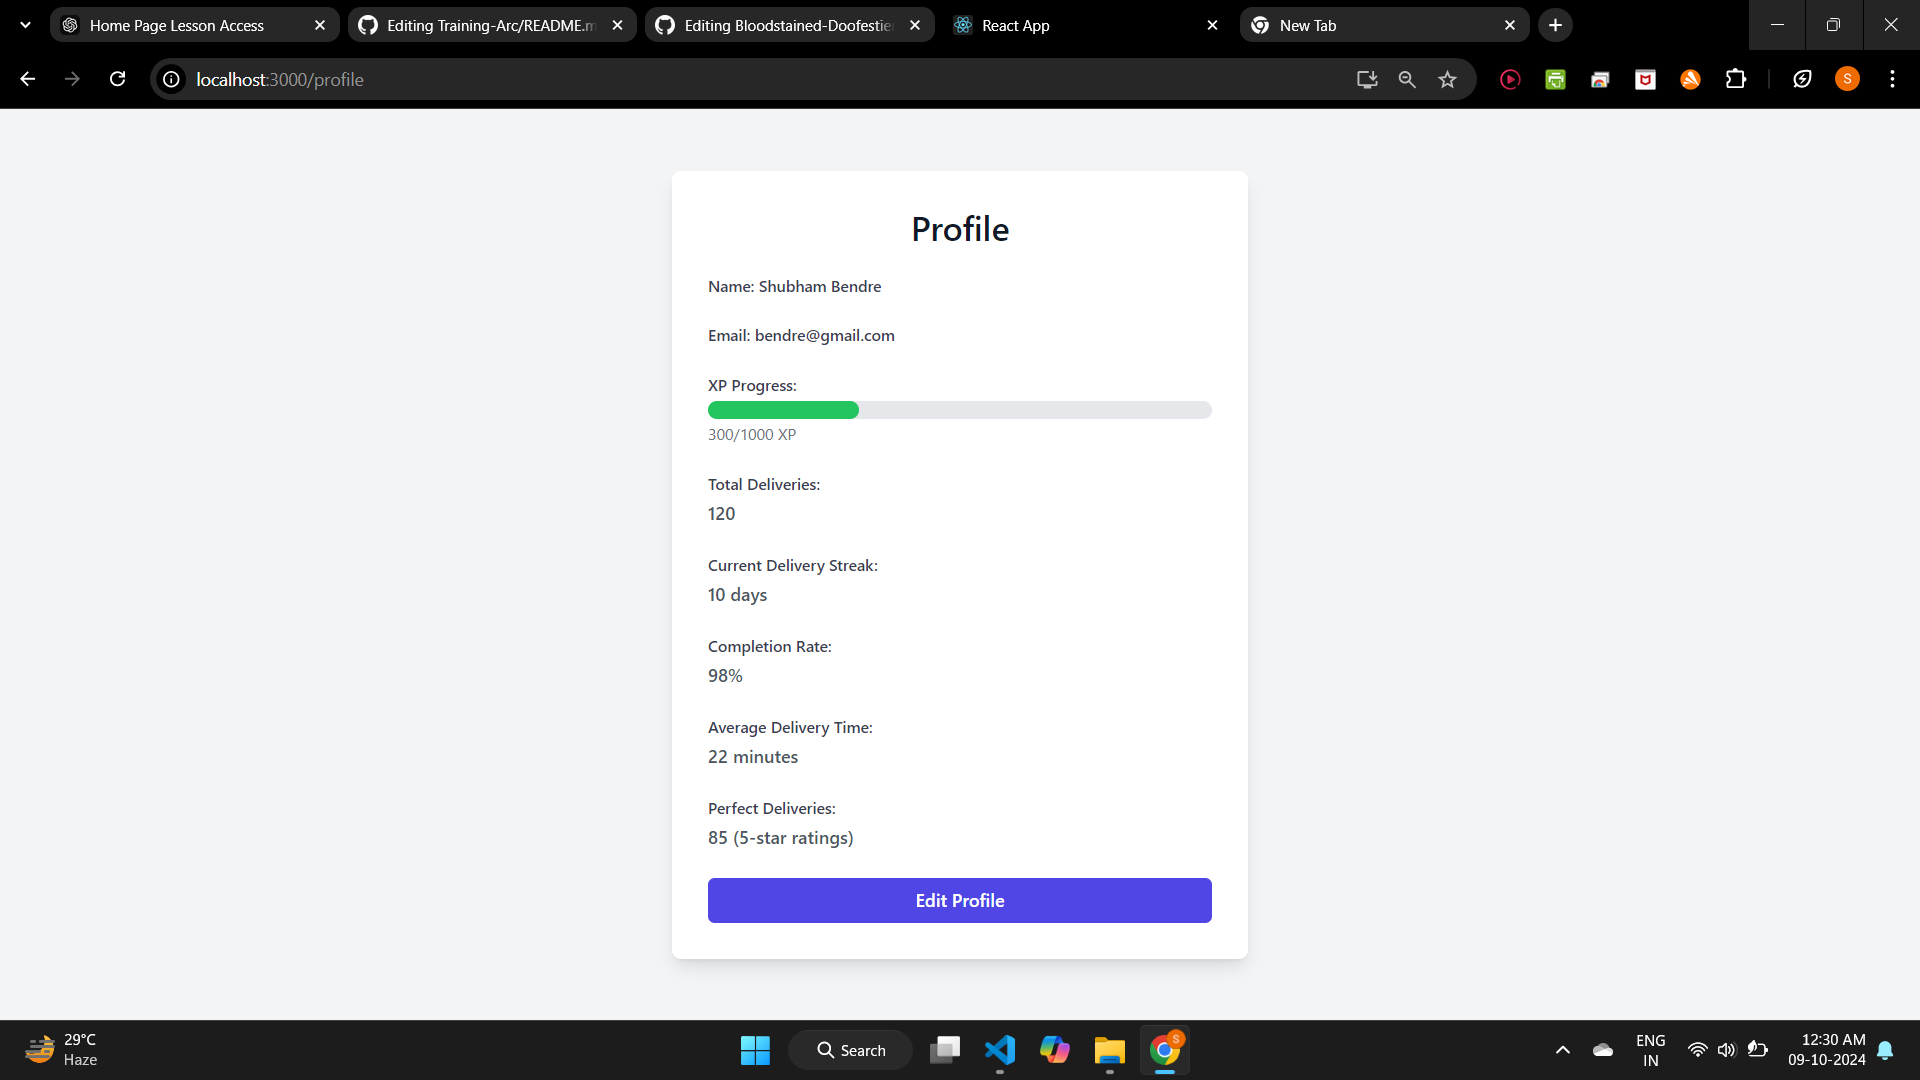 Home Page Lesson Access
Editing Training-Arc/README.m
Editing Bloodstained-Doofestie
React App
New Tab
localhost:3000/profile
S
Profile
Name: Shubham Bendre
Email: bendre@gmail.com
XP Progress:
300/1000 XP
Total Deliveries:
120
Current Delivery Streak:
10 days
Completion Rate:
98%
Average Delivery Time:
22 minutes
Perfect Deliveries:
85 (5-star ratings)
Edit Profile
29°C
Haze
Search
S
ENG
IN
12:30 AM
09-10-2024